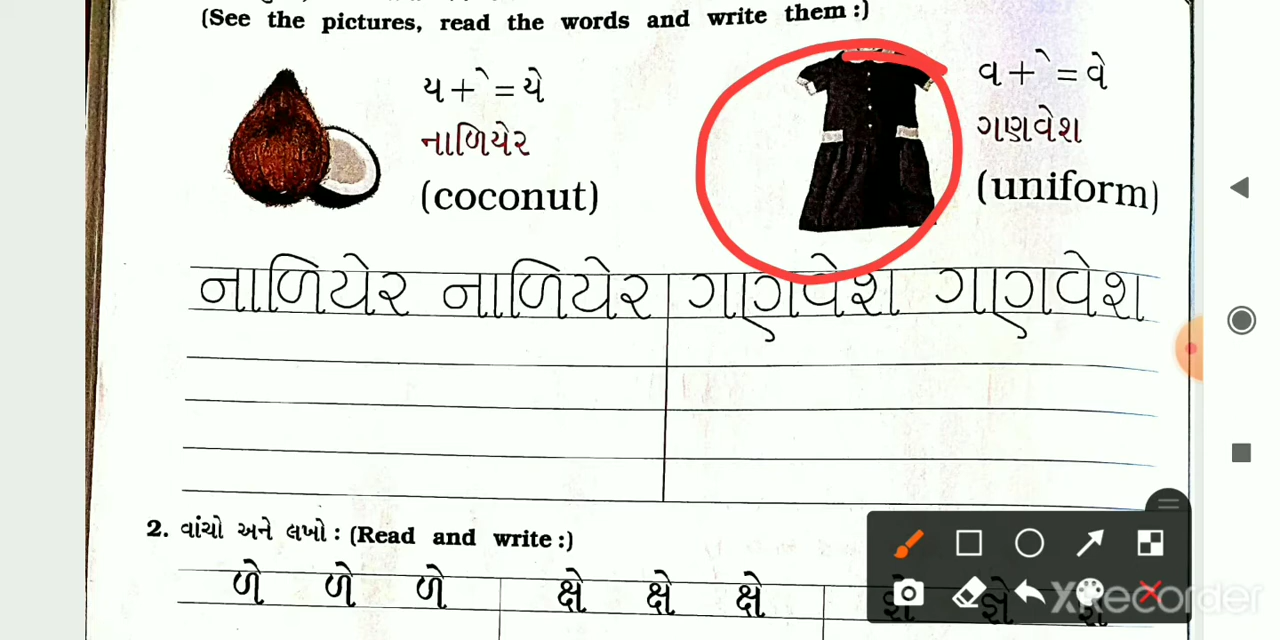 (See the pictures, read the words and write them :)
ય + ે = યે
નાળિયેર
(coconut)
વ + ે = વે
ગણવેશ
(uniform)
નાળિયેર નાળિયેર ગણવેશ ગણવેશ
2. વાંચો અને લખો : (Read and write :)
ળે ળે ળે ક્ષે ક્ષે ક્ષે
XRecorder